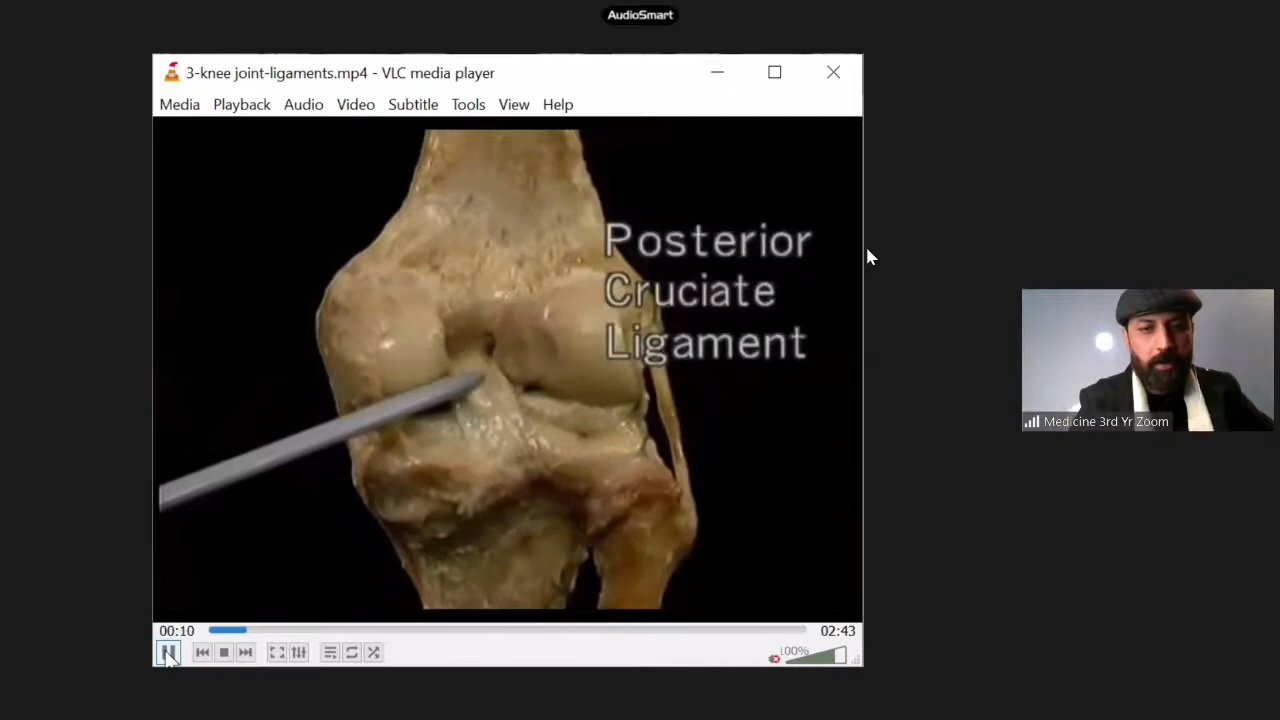 AudioSmart
3-knee joint-ligaments.mp4 - VLC media player
Media Playback Audio Video Subtitle Tools View Help
Posterior
Cruciate
Ligament
Medicine 3rd Yr Zoom
00:10 02:43
100%